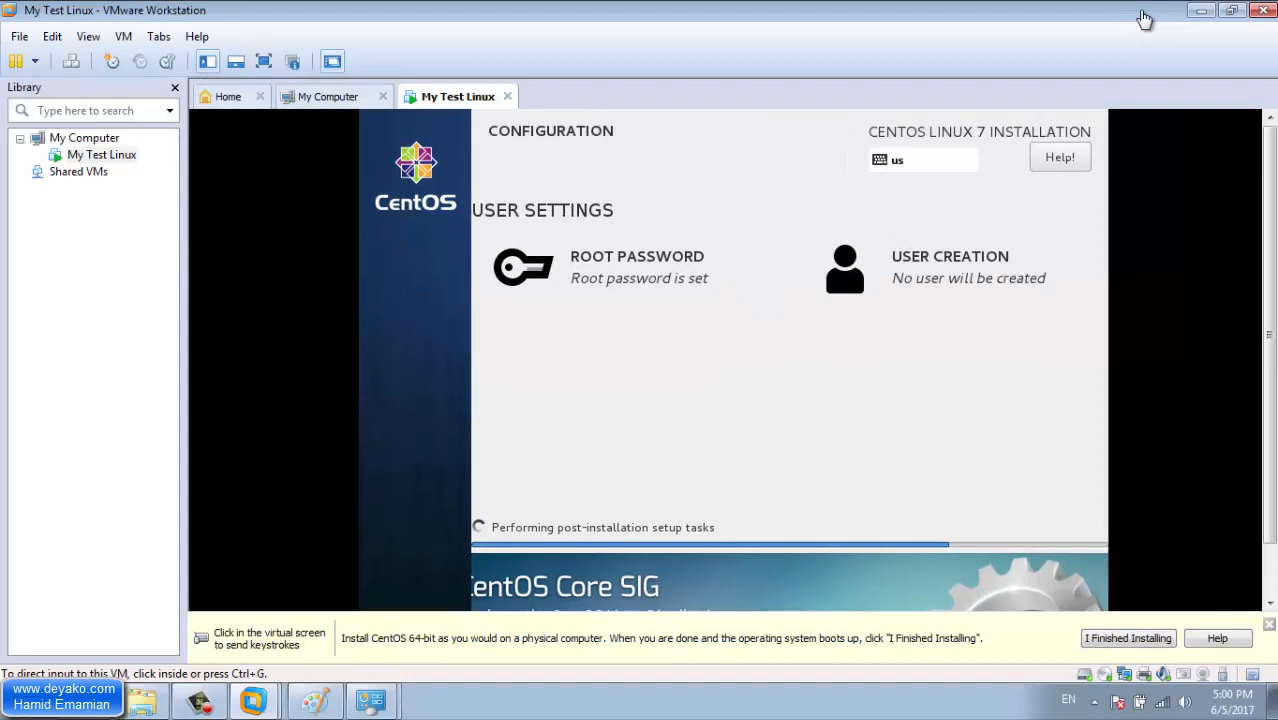 My Test Linux - VMware Workstation
File Edit View VM Tabs Help
Library
Type here to search
My Computer
My Test Linux
Shared VMs
Home
My Computer
My Test Linux
CentOS
CONFIGURATION
CENTOS LINUX 7 INSTALLATION
us
Help!
USER SETTINGS
ROOT PASSWORD
Root password is set
USER CREATION
No user will be created
Performing post-installation setup tasks
CentOS Core SIG
Click in the virtual screen
to send keystrokes
Install CentOS 64-bit as you would on a physical computer. When you are done and the operating system boots up, click "I Finished Installing".
I Finished Installing
Help
To direct input to this VM, click inside or press Ctrl+G.
www.deyako.com
Hamid Emamian
EN
5:00 PM
6/5/2017